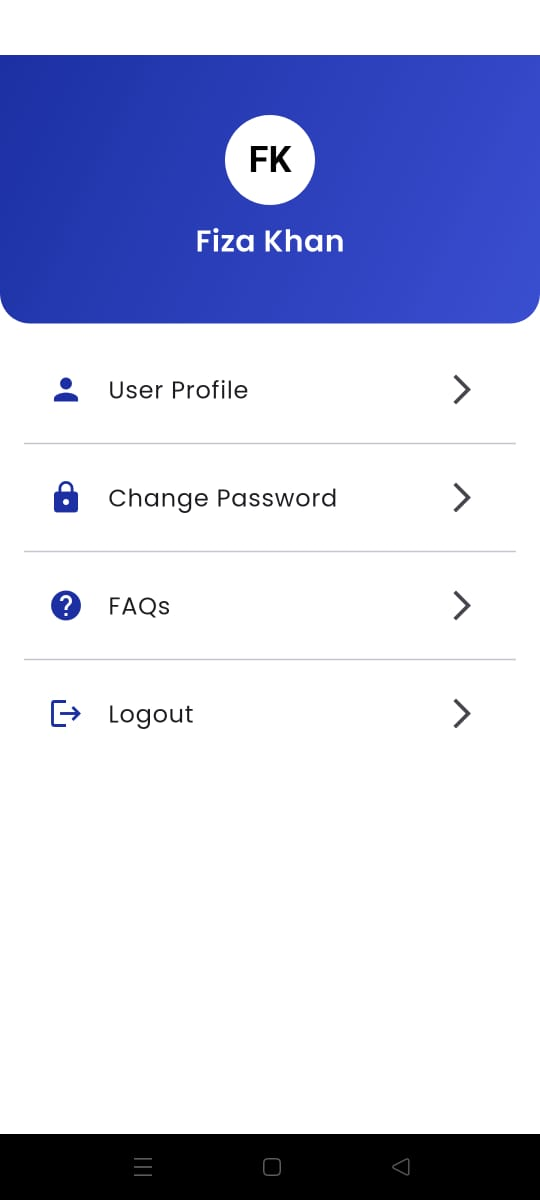 FK
Fiza Khan
User Profile
Change Password
FAQs
Logout